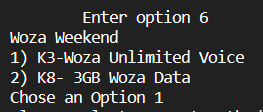 Enter option 6
Woza Weekend
1) K3-Woza Unlimited Voice
2) K8- 3GB Woza Data
Chose an Option 1